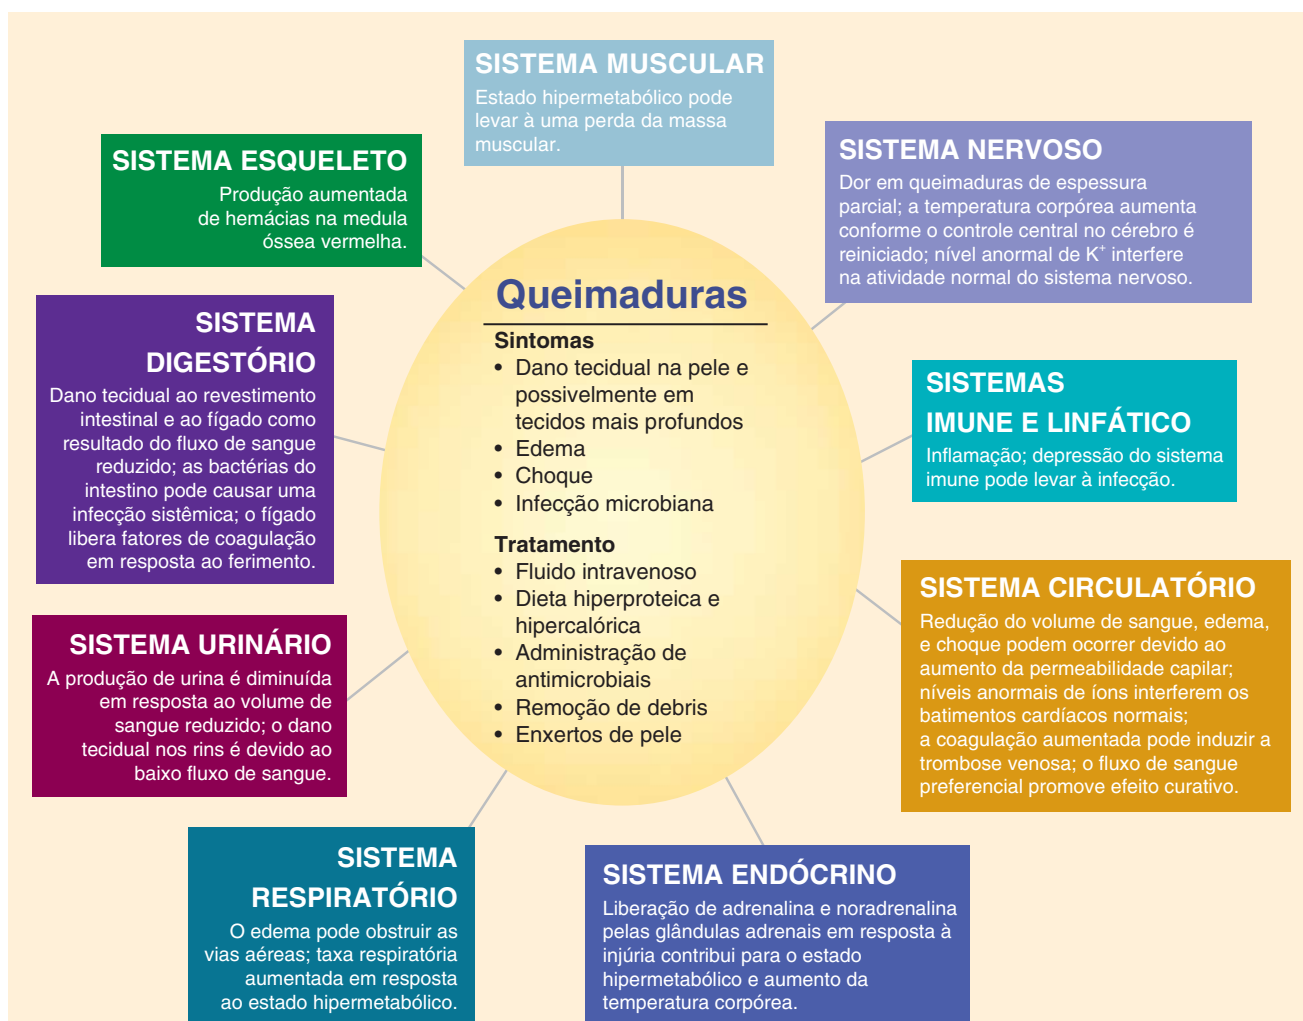 SISTEMA MUSCULAR
Estado hipermetabólico pode
levar à uma perda da massa
muscular.
SISTEMA ESQUELETO
Produção aumentada
de hemácias na medula
óssea vermelha.
SISTEMA NERVOSO
Dor em queimaduras de espessura
parcial; a temperatura corpórea aumenta
conforme o controle central no cérebro é
reiniciado; nível anormal de K⁺ interfere
na atividade normal do sistema nervoso.
Queimaduras
Sintomas
• Dano tecidual na pele e
possivelmente em
tecidos mais profundos
• Edema
• Choque
• Infecção microbiana
Tratamento
• Fluido intravenoso
• Dieta hiperproteica e
hipercalórica
• Administração de
antimicrobiais
• Remoção de debris
• Enxertos de pele
SISTEMA
DIGESTÓRIO
Dano tecidual ao revestimento
intestinal e ao fígado como
resultado do fluxo de sangue
reduzido; as bactérias do
intestino pode causar uma
infecção sistêmica; o fígado
libera fatores de coagulação
em resposta ao ferimento.
SISTEMAS
IMUNE E LINFÁTICO
Inflamação; depressão do sistema
imune pode levar à infecção.
SISTEMA URINÁRIO
A produção de urina é diminuída
em resposta ao volume de
sangue reduzido; o dano
tecidual nos rins é devido ao
baixo fluxo de sangue.
SISTEMA CIRCULATÓRIO
Redução do volume de sangue, edema,
e choque podem ocorrer devido ao
aumento da permeabilidade capilar;
níveis anormais de íons interferem os
batimentos cardíacos normais;
a coagulação aumentada pode induzir a
trombose venosa; o fluxo de sangue
preferencial promove efeito curativo.
SISTEMA
RESPIRATÓRIO
O edema pode obstruir as
vias aéreas; taxa respiratória
aumentada em resposta
ao estado hipermetabólico.
SISTEMA ENDÓCRINO
Liberação de adrenalina e noradrenalina
pelas glândulas adrenais em resposta à
injúria contribui para o estado
hipermetabólico e aumento da
temperatura corpórea.